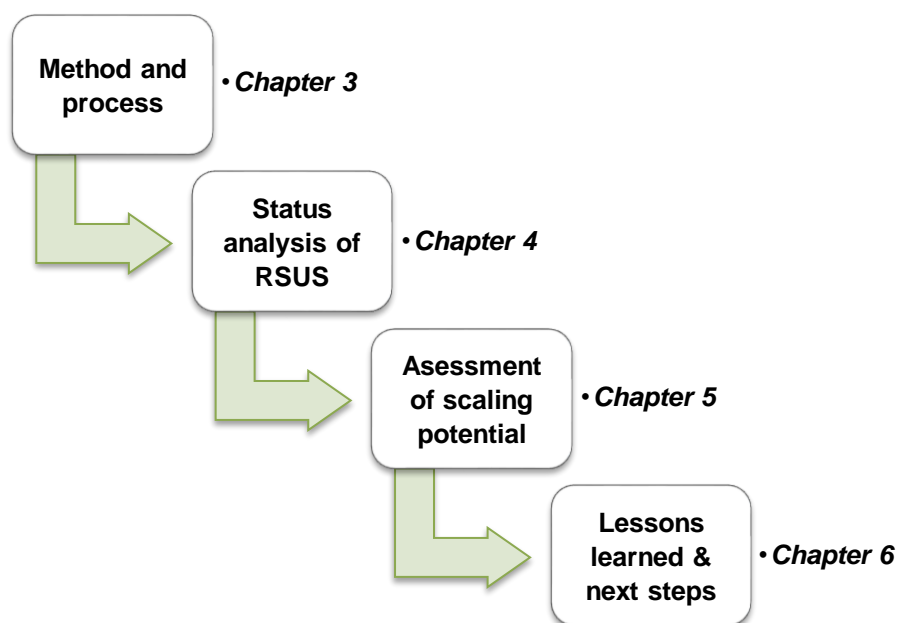 Method and
process
• Chapter 3
Status
analysis of
RSUS
• Chapter 4
Asessment
of scaling
potential
• Chapter 5
Lessons
learned &
next steps
• Chapter 6